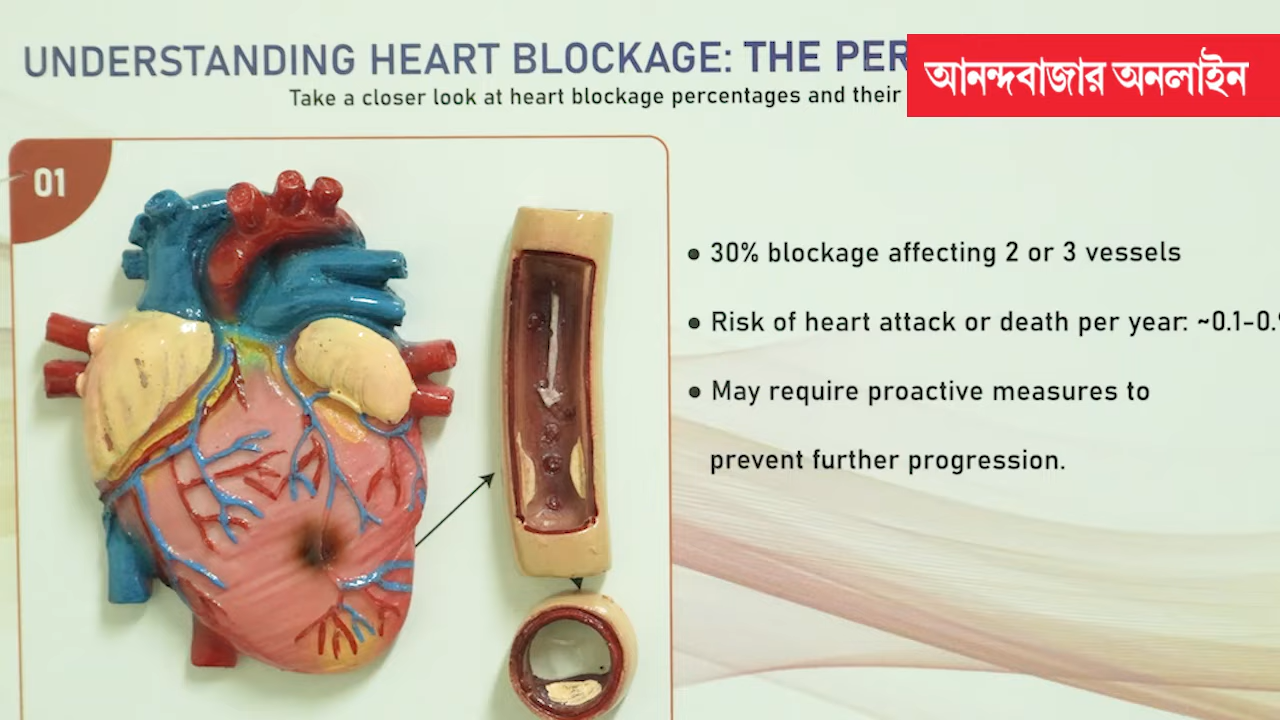 UNDERSTANDING HEART BLOCKAGE: THE PER
আনন্দবাজার অনলাইন
Take a closer look at heart blockage percentages and their
01
• 30% blockage affecting 2 or 3 vessels
• Risk of heart attack or death per year: ~0.1-0.
• May require proactive measures to
prevent further progression.